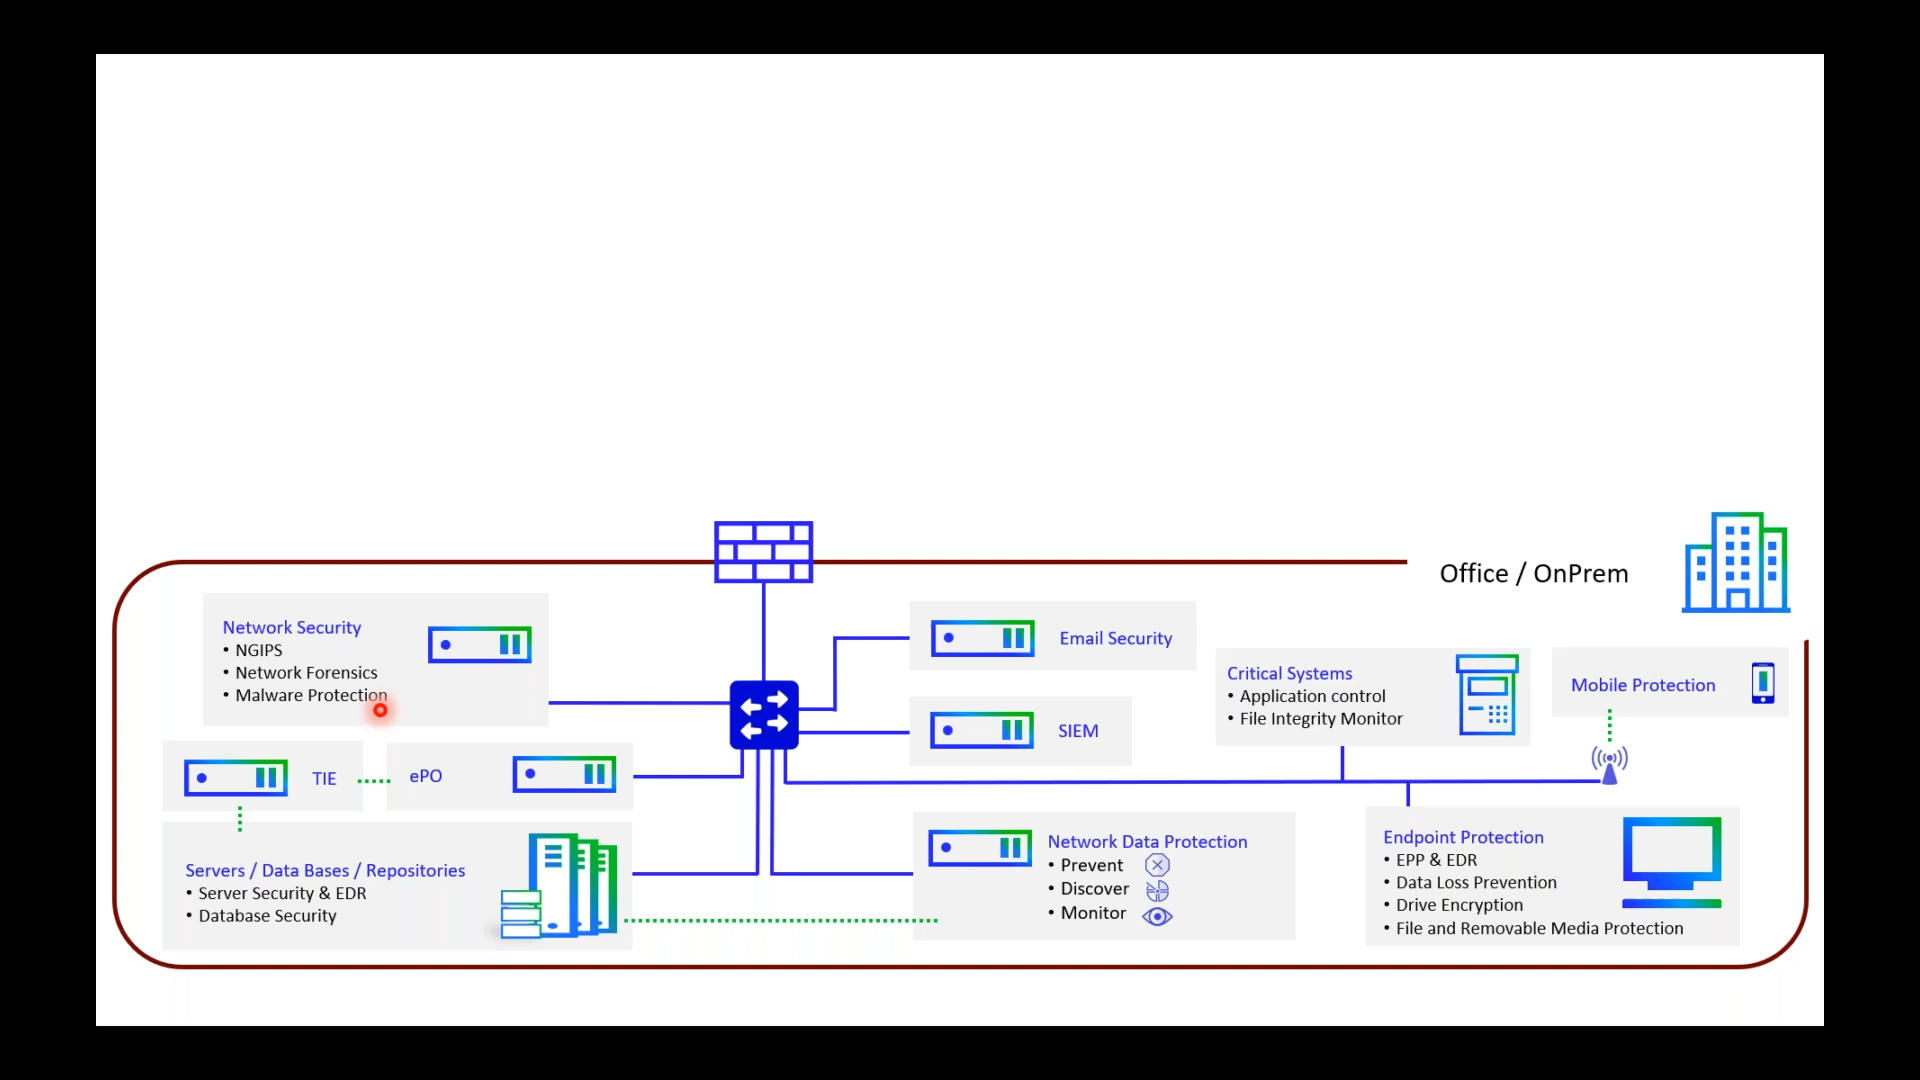 Office / OnPrem
Network Security
• NGIPS
• Network Forensics
• Malware Protection
Email Security
SIEM
Critical Systems
• Application control
• File Integrity Monitor
Mobile Protection
TIE
ePO
Servers / Data Bases / Repositories
• Server Security & EDR
• Database Security
Network Data Protection
• Prevent
• Discover
• Monitor
Endpoint Protection
• EPP & EDR
• Data Loss Prevention
• Drive Encryption
• File and Removable Media Protection